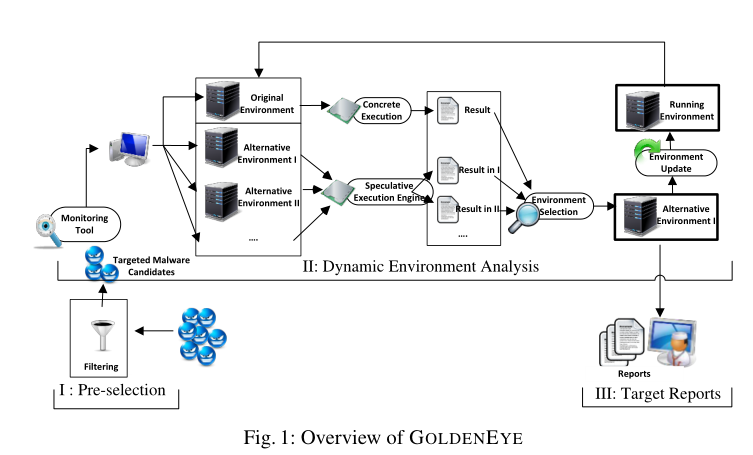 Original
Environment
Concrete
Execution
Result
Running
Environment
Alternative
Environment I
Alternative
Environment II
....
Speculative
Execution Engine
Result in I
Result in II
....
Environment
Selection
Environment
Update
Alternative
Environment I
Monitoring
Tool
Targeted Malware
Candidates
II: Dynamic Environment Analysis
Filtering
I : Pre-selection
Reports
III: Target Reports
Fig. 1: Overview of GOLDENEYE